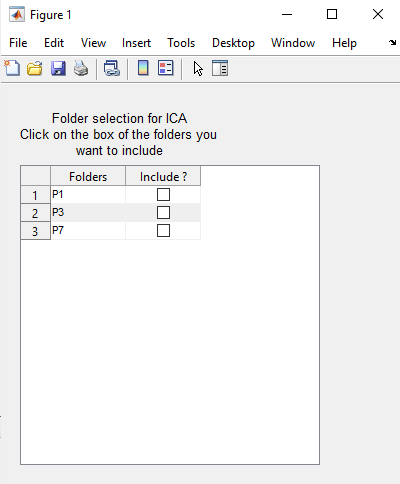 Figure 1
File Edit View Insert Tools Desktop Window Help
Folder selection for ICA
Click on the box of the folders you
want to include
Folders Include ?
1 P1
2 P3
3 P7